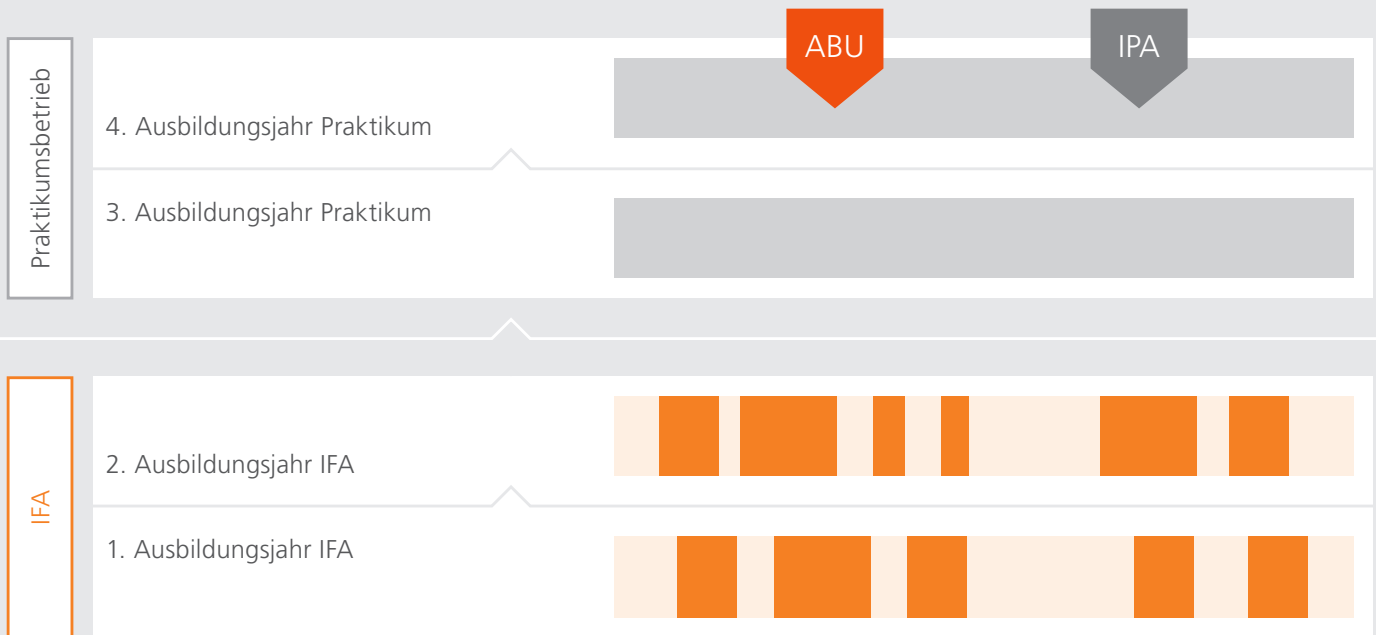 ABU
IPA
Praktikumsbetrieb
4. Ausbildungsjahr Praktikum
3. Ausbildungsjahr Praktikum
IFA
2. Ausbildungsjahr IFA
1. Ausbildungsjahr IFA